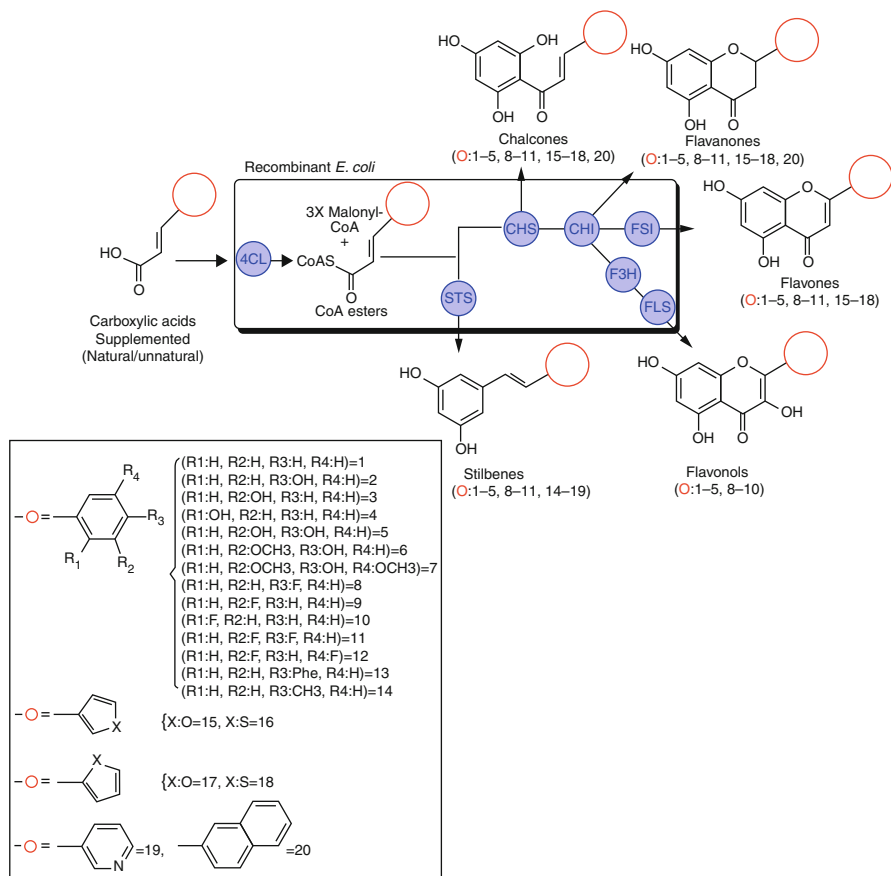 HO
OH
O
OH
Chalcones
(O:1–5, 8–11, 15–18, 20)
HO
O
OH
O
Flavanones
(O:1–5, 8–11, 15–18, 20)
Recombinant E. coli
HO
O
Carboxylic acids
Supplemented
(Natural/unnatural)
4CL
3X Malonyl-
CoA
+
CoAS
O
CoA esters
CHS
CHI
FSI
F3H
FLS
STS
HO
O
OH
O
Flavones
(O:1–5, 8–11, 15–18)
HO
OH
Stilbenes
(O:1–5, 8–11, 14–19)
HO
O
OH
OH
O
Flavonols
(O:1–5, 8–10)
–O=
R4
R3
R2
R1
(R1:H, R2:H, R3:H, R4:H)=1
(R1:H, R2:H, R3:OH, R4:H)=2
(R1:H, R2:OH, R3:H, R4:H)=3
(R1:OH, R2:H, R3:H, R4:H)=4
(R1:H, R2:OH, R3:OH, R4:H)=5
(R1:H, R2:OCH3, R3:OH, R4:H)=6
(R1:H, R2:OCH3, R3:OH, R4:OCH3)=7
(R1:H, R2:H, R3:F, R4:H)=8
(R1:H, R2:F, R3:H, R4:H)=9
(R1:F, R2:H, R3:H, R4:H)=10
(R1:H, R2:F, R3:F, R4:H)=11
(R1:H, R2:F, R3:H, R4:F)=12
(R1:H, R2:H, R3:Phe, R4:H)=13
(R1:H, R2:H, R3:CH3, R4:H)=14
–O=
X
{X:O=15, X:S=16
–O=
X
{X:O=17, X:S=18
–O=
N
=19,
=20